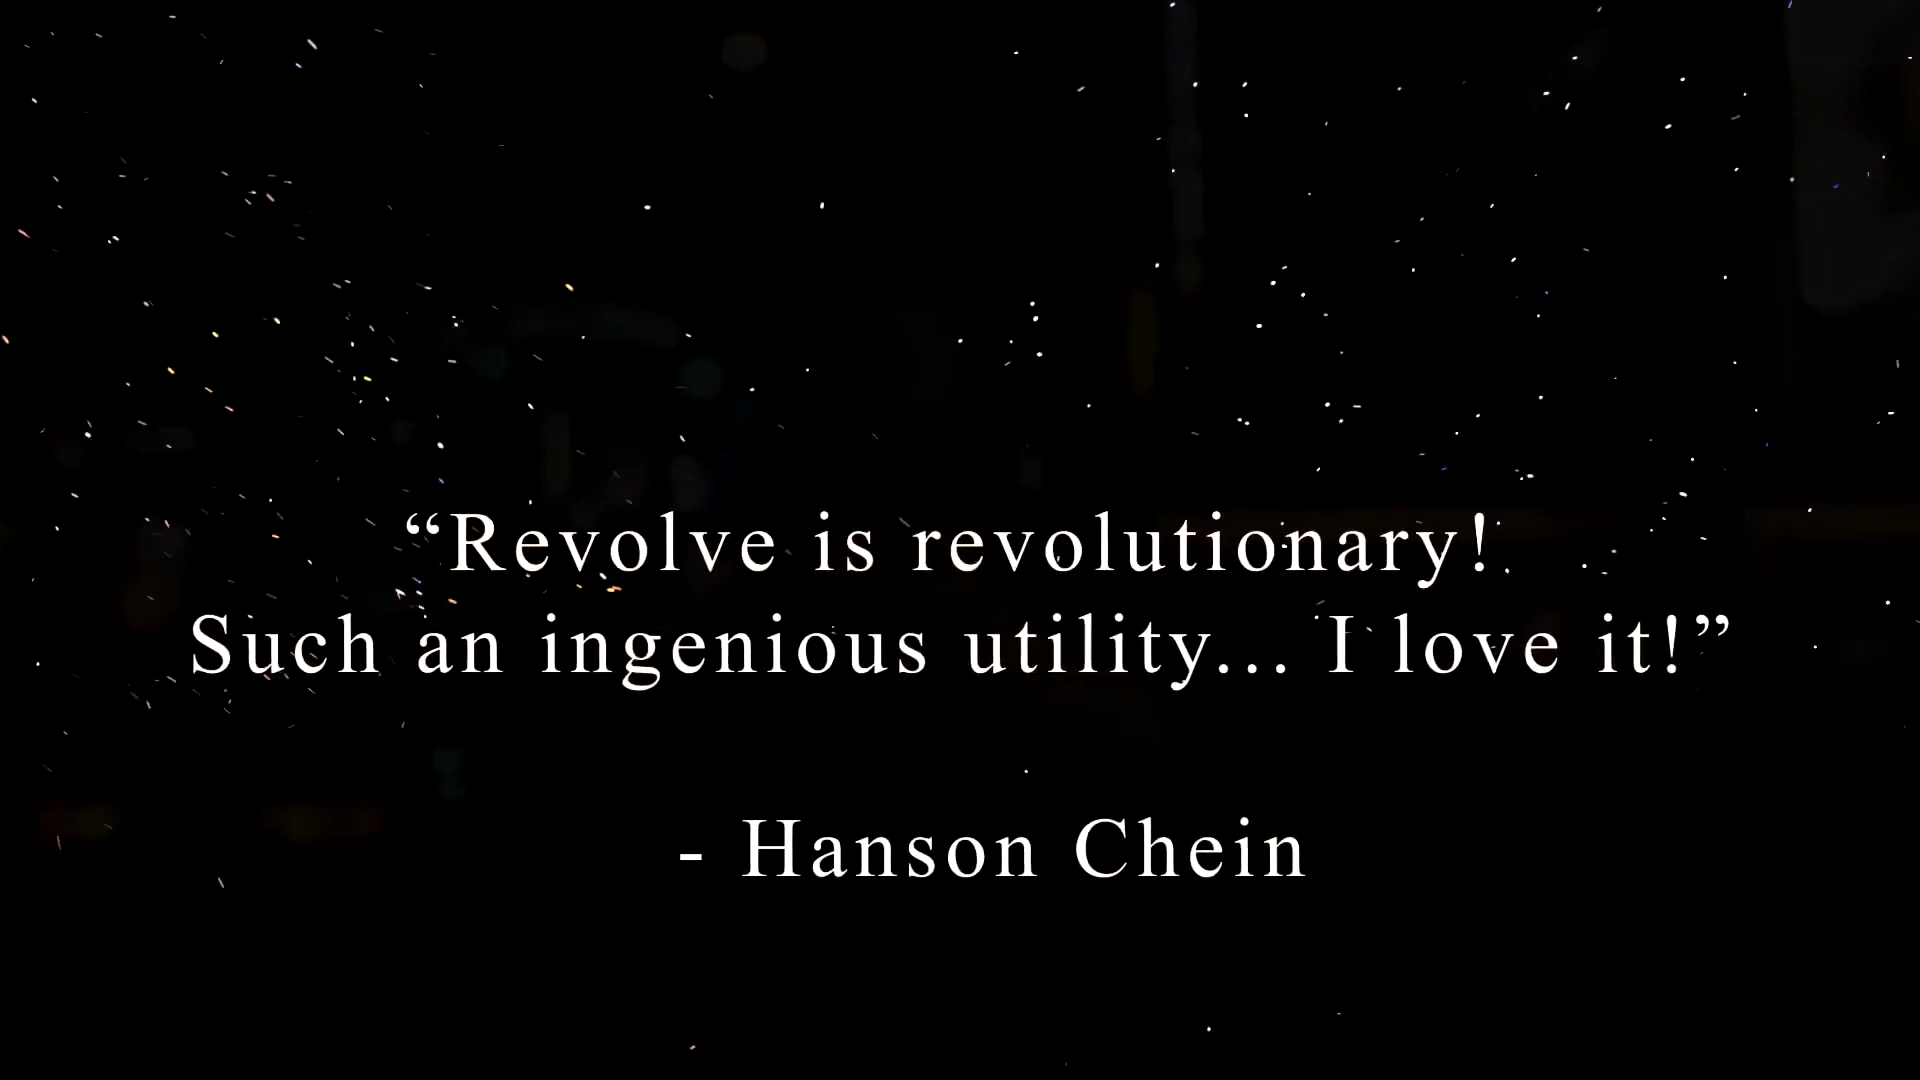 “Revolve is revolutionary!
Such an ingenious utility... I love it!”
- Hanson Chein